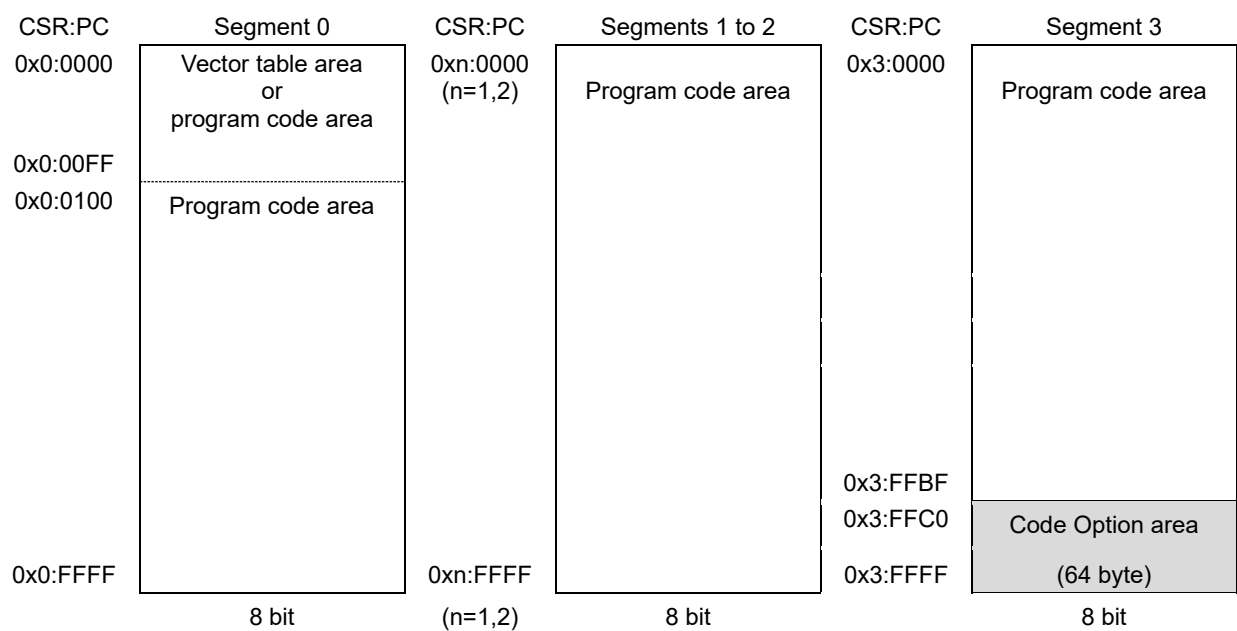 CSR:PC Segment 0 CSR:PC Segments 1 to 2 CSR:PC Segment 3
0x0:0000 Vector table area 0xn:0000 0x3:0000
or (n=1,2) Program code area Program code area
program code area
0x0:00FF
0x0:0100 Program code area
0x3:FFBF
0x3:FFC0 Code Option area
0x0:FFFF 0xn:FFFF 0x3:FFFF (64 byte)
8 bit (n=1,2) 8 bit 8 bit